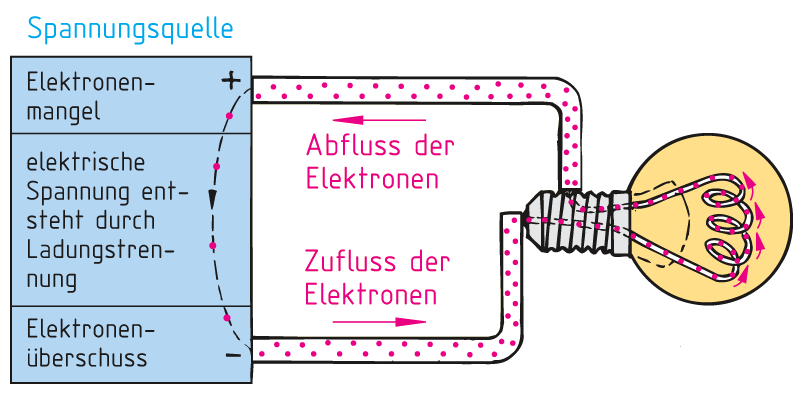 Spannungsquelle
Elektronen-
mangel
+
elektrische
Spannung ent-
steht durch
Ladungstren-
nung
Elektronen-
überschuss
-
Abfluss der
Elektronen
Zufluss der
Elektronen